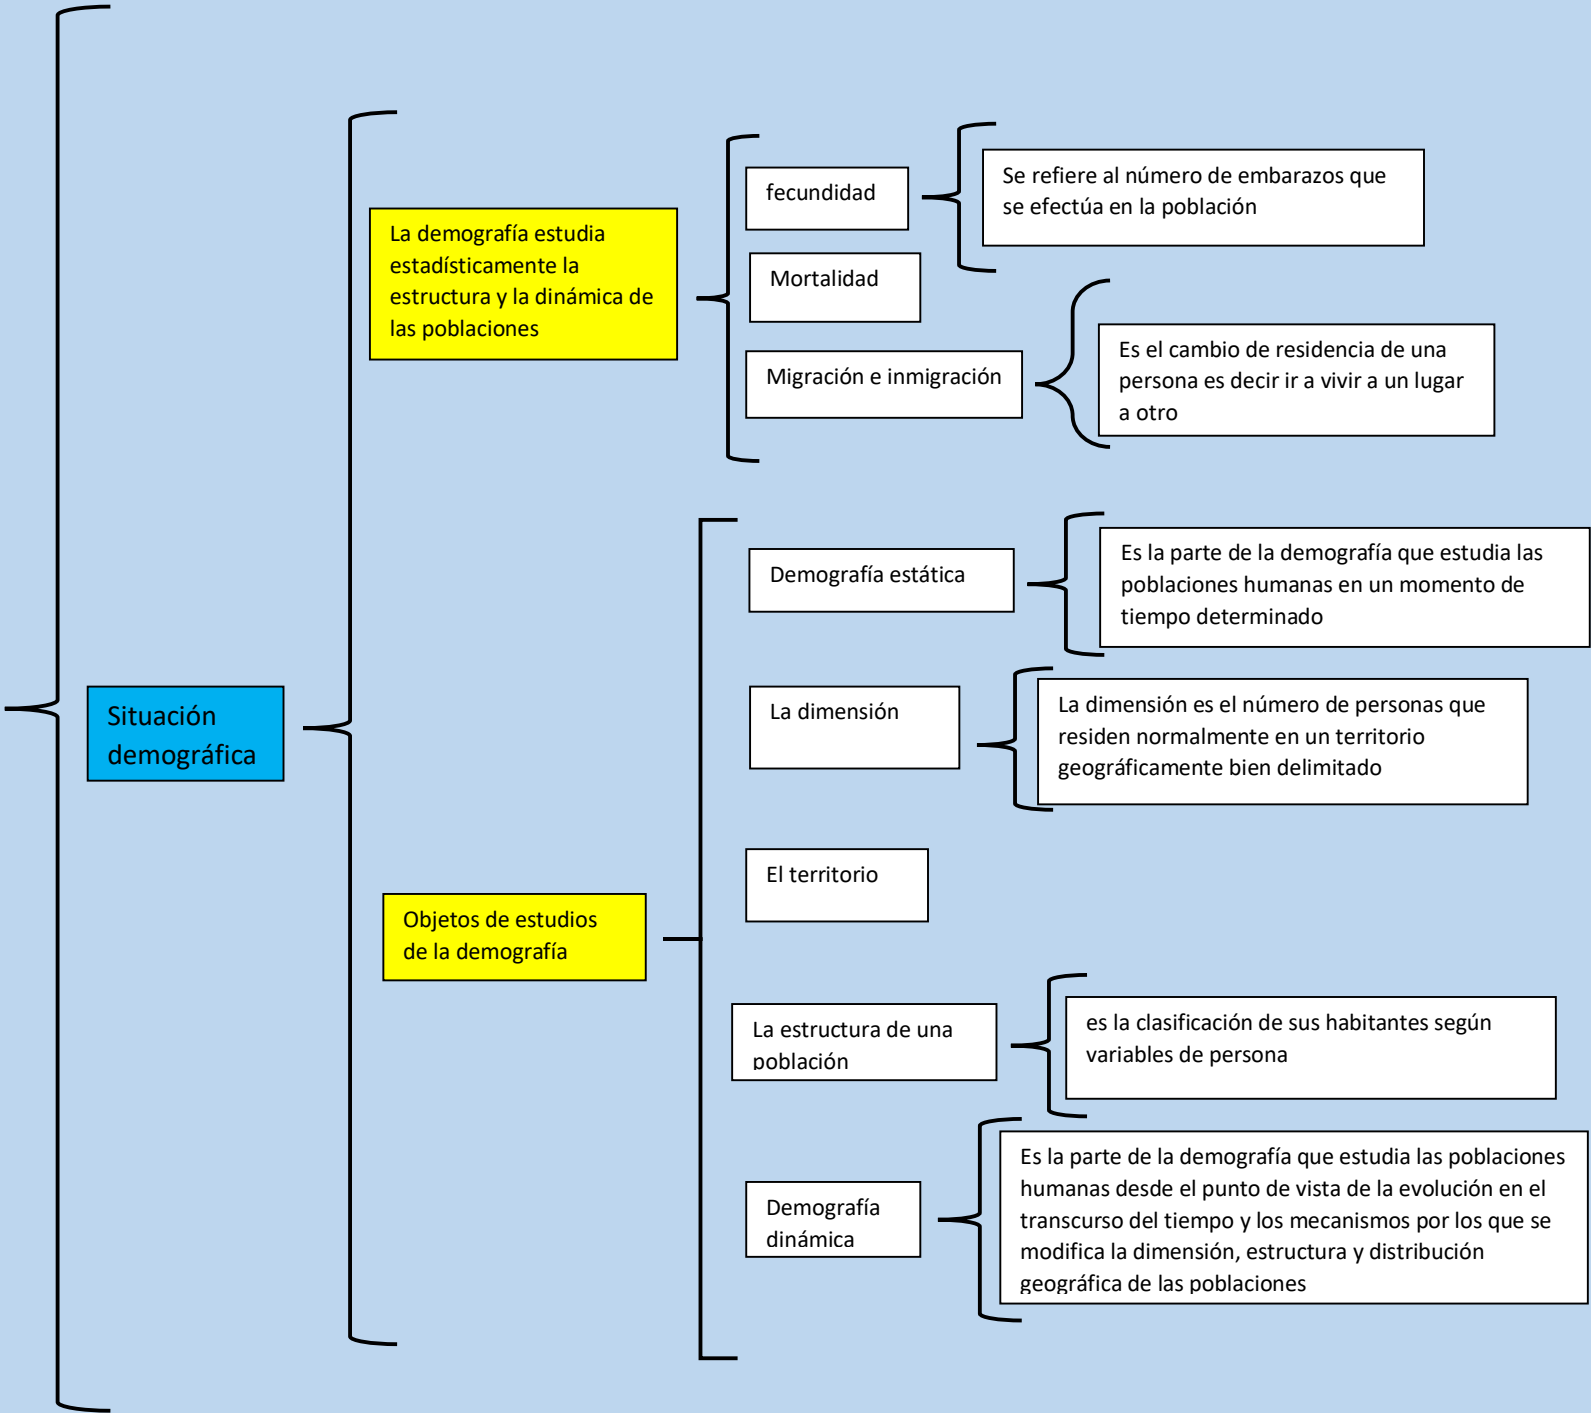 Situación
demográfica
La demografía estudia
estadísticamente la
estructura y la dinámica de
las poblaciones
fecundidad
Se refiere al número de embarazos que
se efectúa en la población
Mortalidad
Migración e inmigración
Es el cambio de residencia de una
persona es decir ir a vivir a un lugar
a otro
Objetos de estudios
de la demografía
Demografía estática
Es la parte de la demografía que estudia las
poblaciones humanas en un momento de
tiempo determinado
La dimensión
La dimensión es el número de personas que
residen normalmente en un territorio
geográficamente bien delimitado
El territorio
La estructura de una
población
es la clasificación de sus habitantes según
variables de persona
Demografía
dinámica
Es la parte de la demografía que estudia las poblaciones
humanas desde el punto de vista de la evolución en el
transcurso del tiempo y los mecanismos por los que se
modifica la dimensión, estructura y distribución
geográfica de las poblaciones